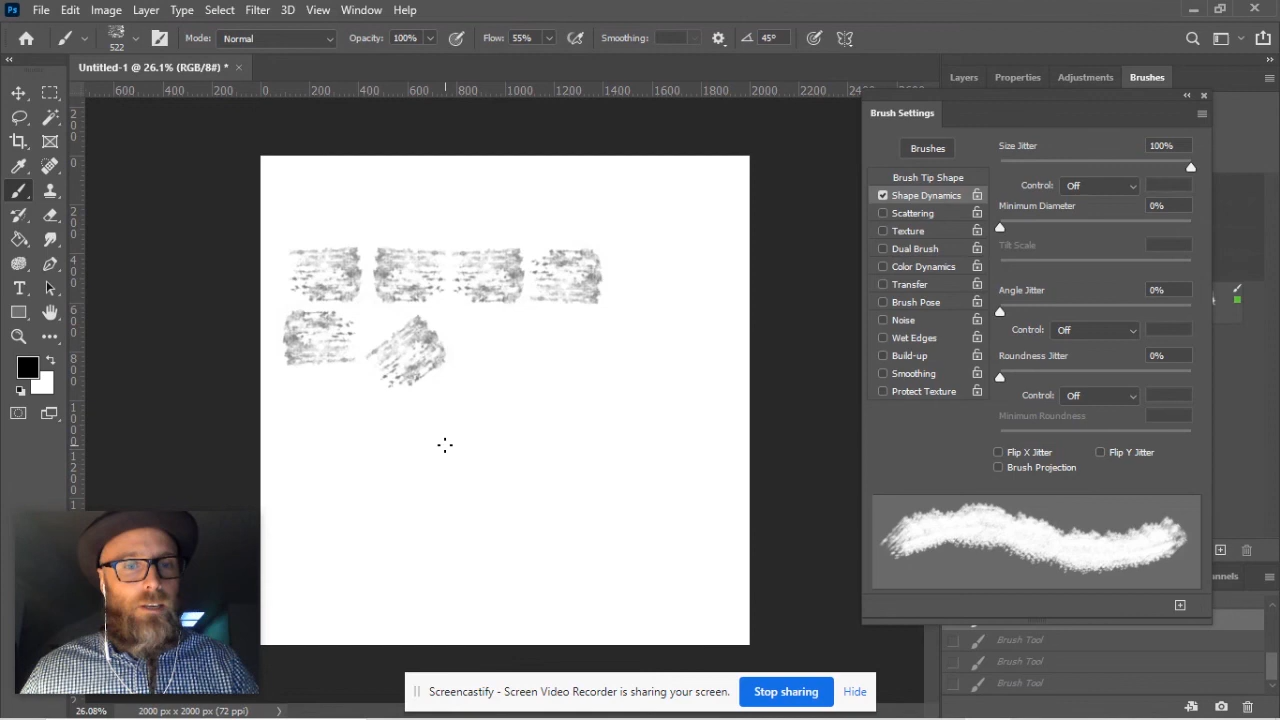 Ps File Edit Image Layer Type Select Filter 3D View Window Help
522 Mode: Normal Opacity: 100% Flow: 55% Smoothing: 45°
Untitled-1 @ 26.1% (RGB/8#) * ×
Layers Properties Adjustments Brushes
600 400 200 0 200 400 600 800 1000 1200 1400 1600 1800 2000 2200 2400
Brush Settings
Brushes
Brush Tip Shape
Shape Dynamics
Scattering
Texture
Dual Brush
Color Dynamics
Transfer
Brush Pose
Noise
Wet Edges
Build-up
Smoothing
Protect Texture
Size Jitter 100%
Control: Off
Minimum Diameter 0%
Tilt Scale
Angle Jitter 0%
Control: Off
Roundness Jitter 0%
Control: Off
Minimum Roundness
Flip X Jitter Flip Y Jitter
Brush Projection
Brush Tool
Brush Tool
Brush Tool
Screencastify - Screen Video Recorder is sharing your screen. Stop sharing Hide
26.08% 2000 px x 2000 px (72 ppi)